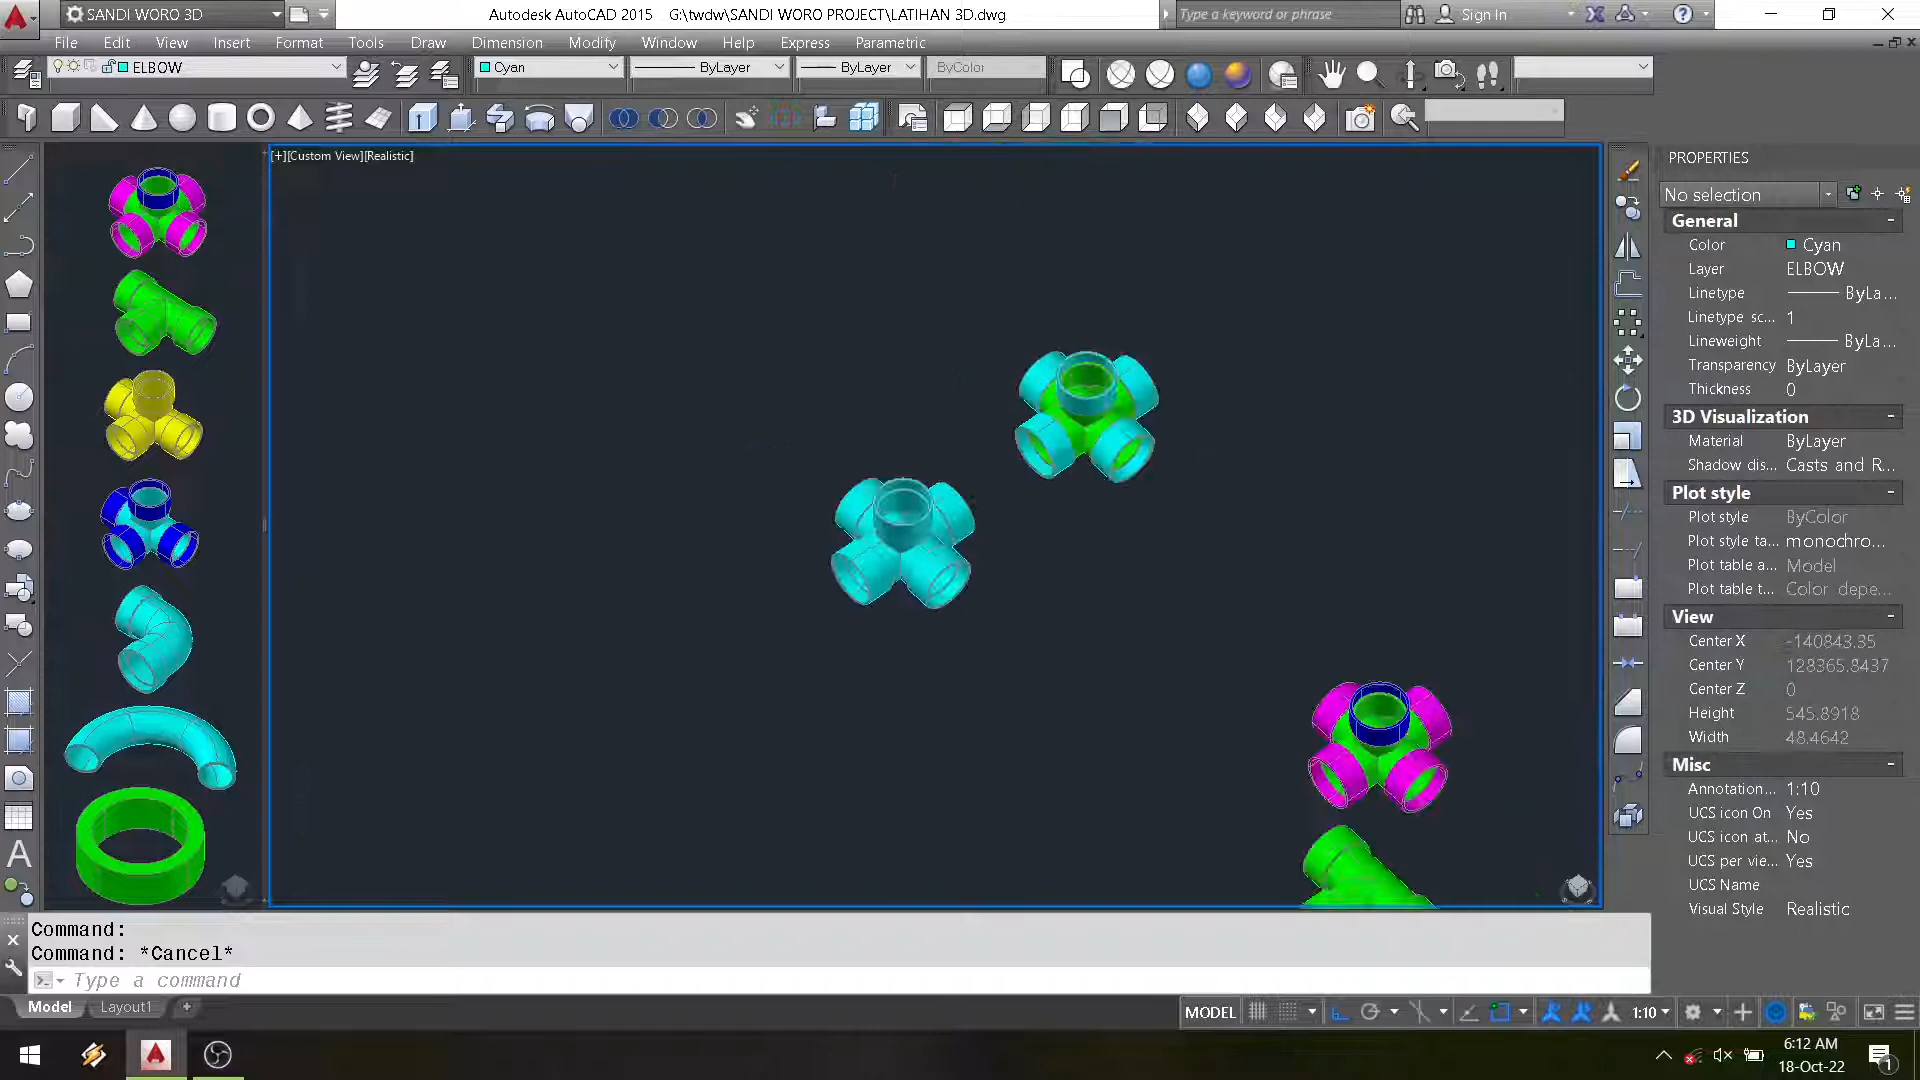 SANDI WORO 3D
Autodesk AutoCAD 2015 G:\twdw\SANDI WORO PROJECT\LATIHAN 3D.dwg
Type a keyword or phrase
Sign In
File Edit View Insert Format Tools Draw Dimension Modify Window Help Express Parametric
ELBOW
Cyan
ByLayer
ByLayer
ByColor
[+][Custom View][Realistic]
PROPERTIES
No selection
General
Color Cyan
Layer ELBOW
Linetype ByLa...
Linetype sc... 1
Lineweight ByLa...
Transparency ByLayer
Thickness 0
3D Visualization
Material ByLayer
Shadow dis... Casts and R...
Plot style
Plot style ByColor
Plot style ta... monochro...
Plot table a... Model
Plot table t... Color depe...
View
Center X -140843.35
Center Y 128365.8437
Center Z 0
Height 545.8918
Width 48.4642
Misc
Annotation... 1:10
UCS icon On Yes
UCS icon at... No
UCS per vie... Yes
UCS Name
Visual Style Realistic
Command:
Command: *Cancel*
Type a command
Model Layout1 +
MODEL
1:10
6:12 AM
18-Oct-22
1